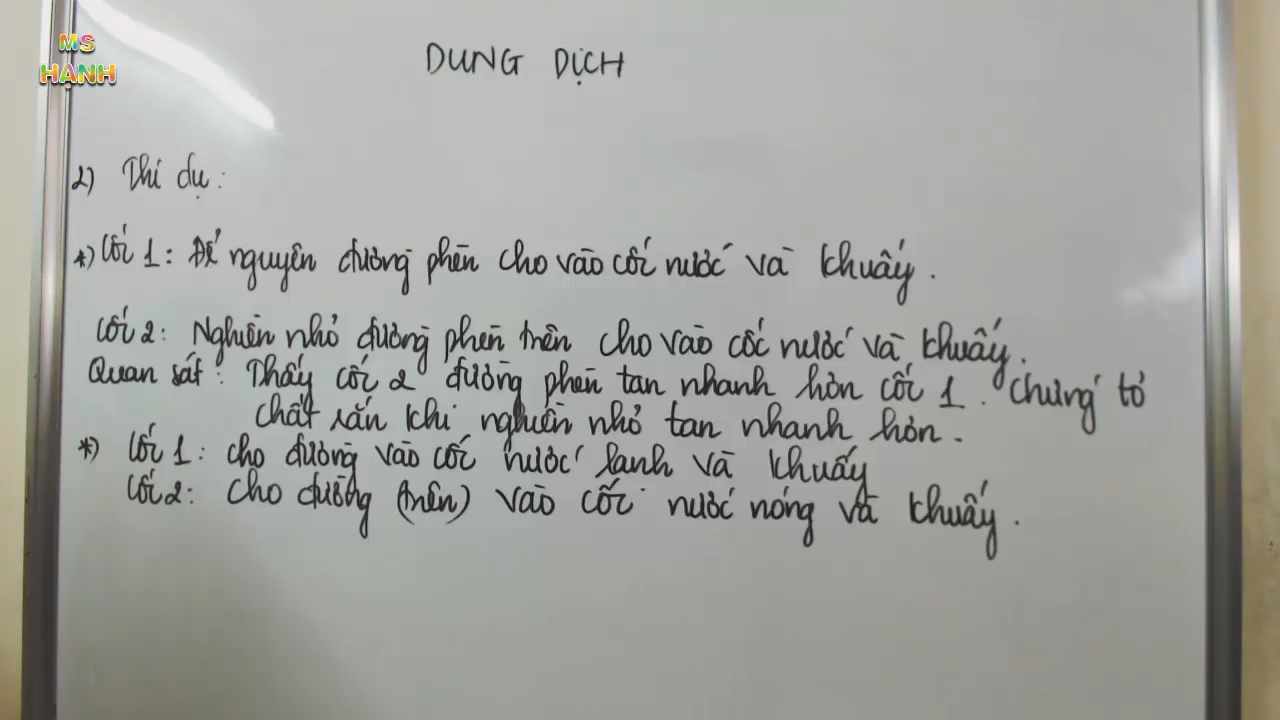 MS
HẠNH
DUNG DỊCH
2) Thí dụ:
*) Cốc 1: Để nguyên đường phèn cho vào cốc nước và khuấy.
Cốc 2: Nghiền nhỏ đường phèn trên cho vào cốc nước và khuấy.
Quan sát: Thấy cốc 2 đường phèn tan nhanh hơn cốc 1. Chứng tỏ
chất rắn khi nghiền nhỏ tan nhanh hơn.
*) Cốc 1: cho đường vào cốc nước lạnh và khuấy
Cốc 2: cho đường (trên) vào cốc nước nóng và khuấy.